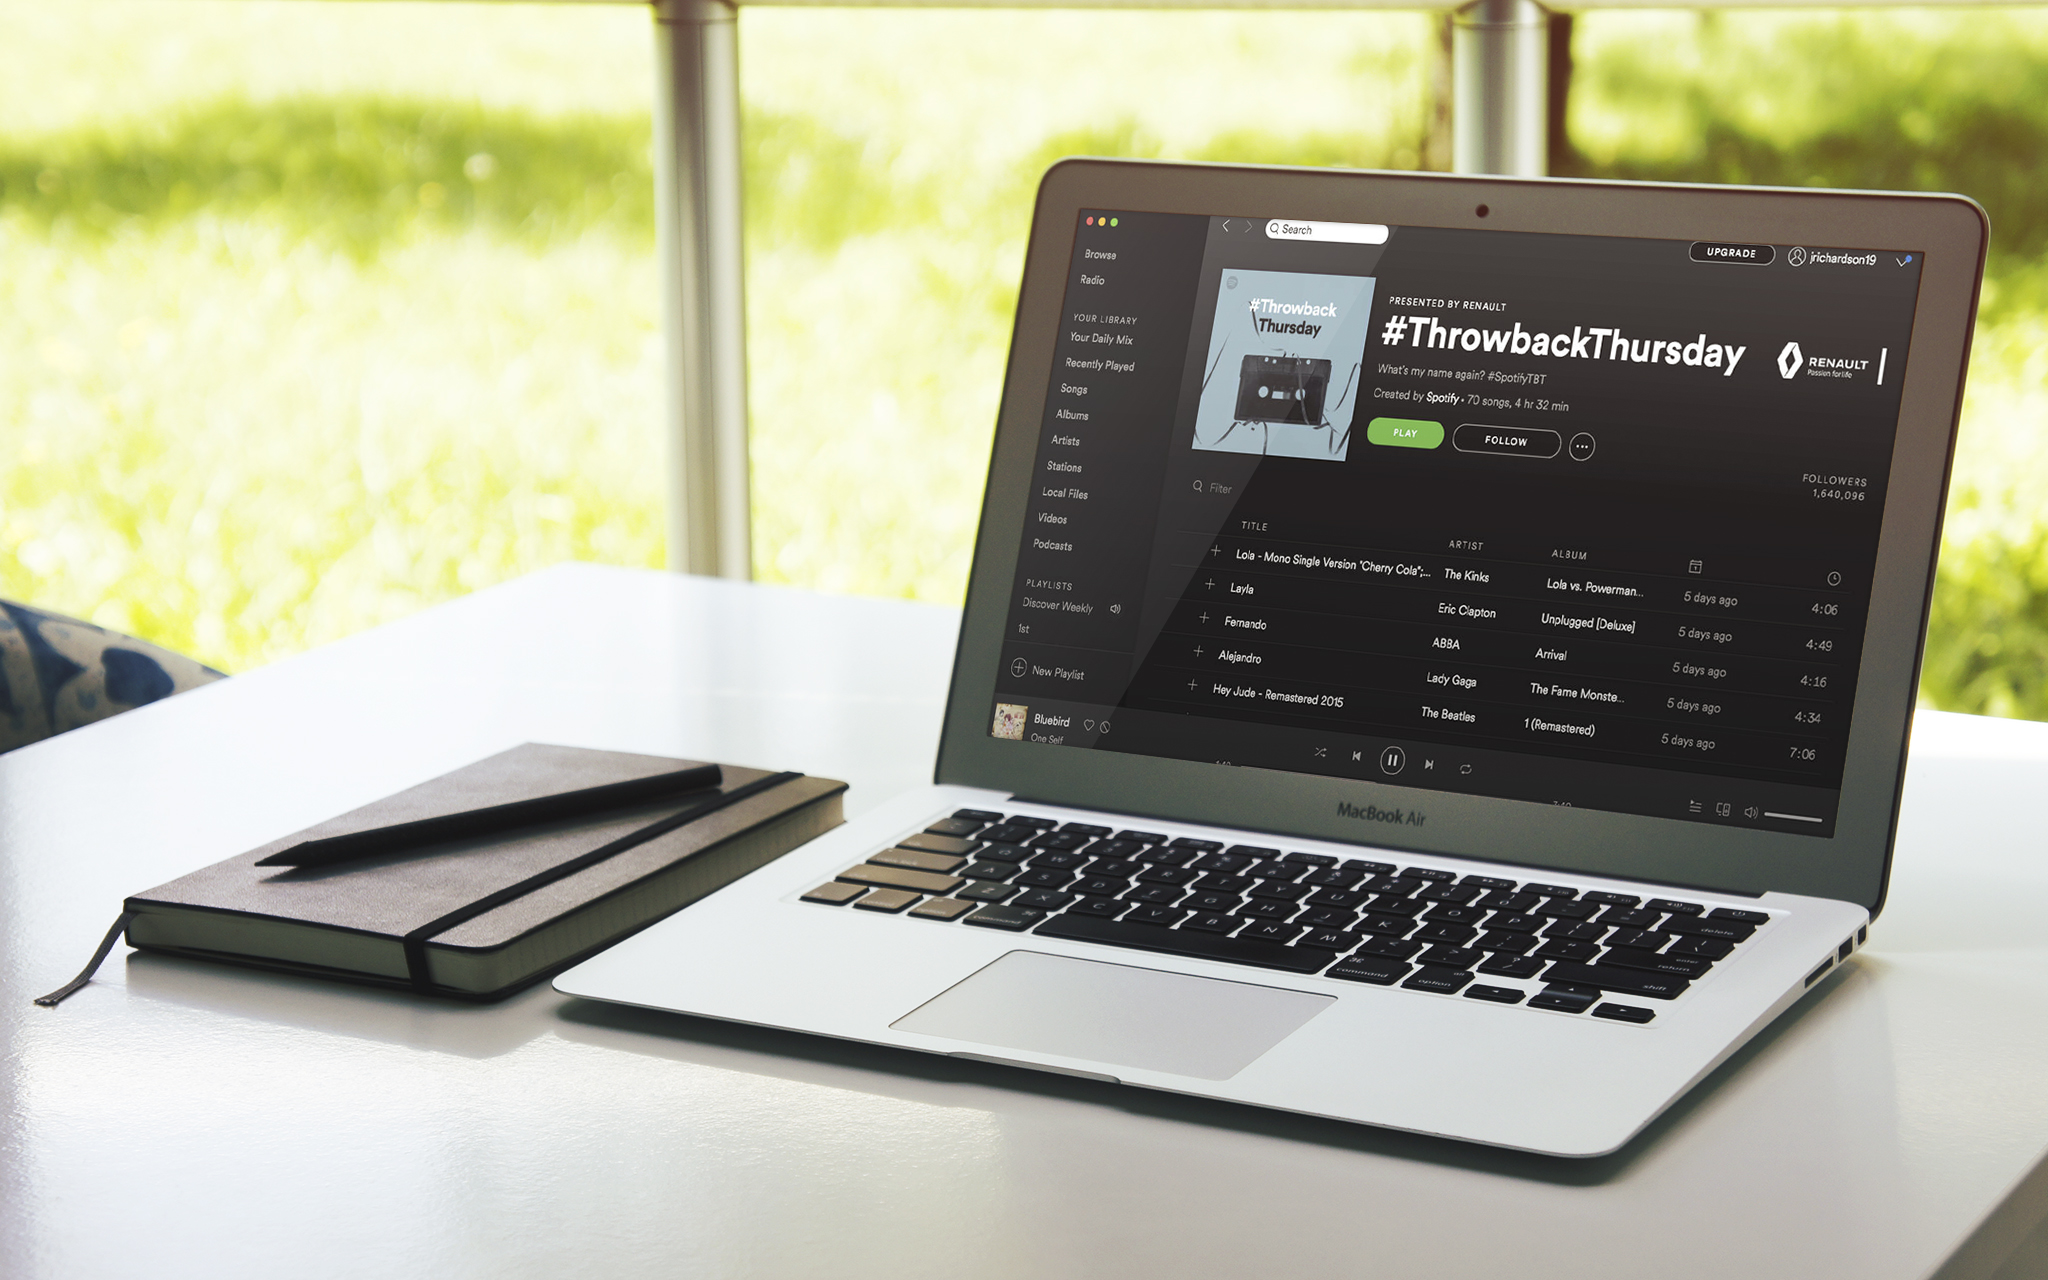 Search
UPGRADE
jrichardson19
Browse
Radio
YOUR LIBRARY
Your Daily Mix
Recently Played
Songs
Albums
Artists
Stations
Local Files
Videos
Podcasts
PLAYLISTS
Discover Weekly
1st
New Playlist
Bluebird
One Self
#Throwback
Thursday
PRESENTED BY RENAULT
#ThrowbackThursday
What's my name again? #SpotifyTBT
Created by Spotify • 70 songs, 4 hr 32 min
PLAY
FOLLOW
RENAULT
Passion for life
FOLLOWERS
1,640,096
Filter
TITLE ARTIST ALBUM
Lola - Mono Single Version "Cherry Cola";... The Kinks Lola vs. Powerman... 5 days ago 4:06
Layla Eric Clapton Unplugged [Deluxe] 5 days ago 4:49
Fernando ABBA Arrival 5 days ago 4:16
Alejandro Lady Gaga The Fame Monste... 5 days ago 4:34
Hey Jude - Remastered 2015 The Beatles 1 (Remastered) 5 days ago 7:06
MacBook Air
delete
Q W E R T Y U I O P
return
A S D F G H J K L
shift
Z X C V B N M
command
command
option